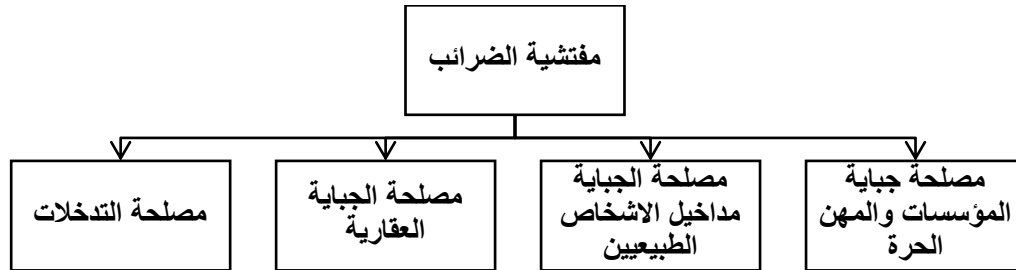 مفتشية الضرائب
مصلحة جباية
المؤسسات والمهن
الحرة
مصلحة الجباية
مداخيل الاشخاص
الطبيعيين
مصلحة الجباية
العقارية
مصلحة التدخلات